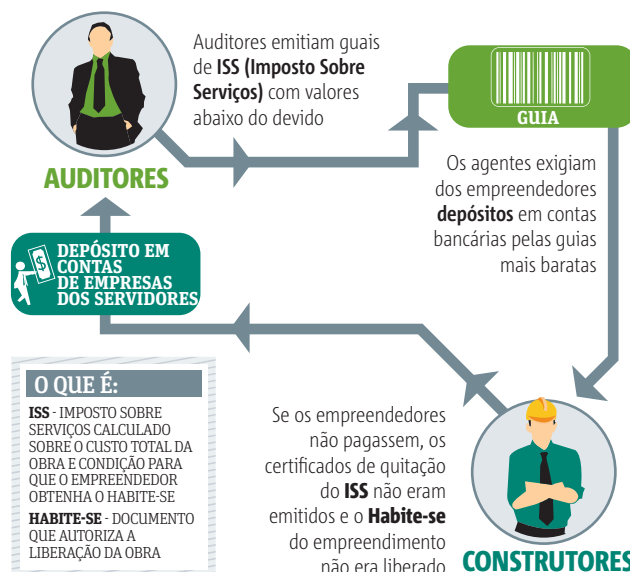 Auditores emitiam guais
de ISS (Imposto Sobre
Serviços) com valores
abaixo do devido
GUIA
AUDITORES
Os agentes exigiam
dos empreendedores
depósitos em contas
bancárias pelas guias
mais baratas
$
DEPÓSITO EM
CONTAS
DE EMPRESAS
DOS SERVIDORES
O QUE É:
ISS - IMPOSTO SOBRE
SERVIÇOS CALCULADO
SOBRE O CUSTO TOTAL DA
OBRA E CONDIÇÃO PARA
QUE O EMPREENDEDOR
OBTENHA O HABITE-SE
HABITE-SE - DOCUMENTO
QUE AUTORIZA A
LIBERAÇÃO DA OBRA
Se os empreendedores
não pagassem, os
certificados de quitação
do ISS não eram
emitidos e o Habite-se
do empreendimento
não era liberado
CONSTRUTORES